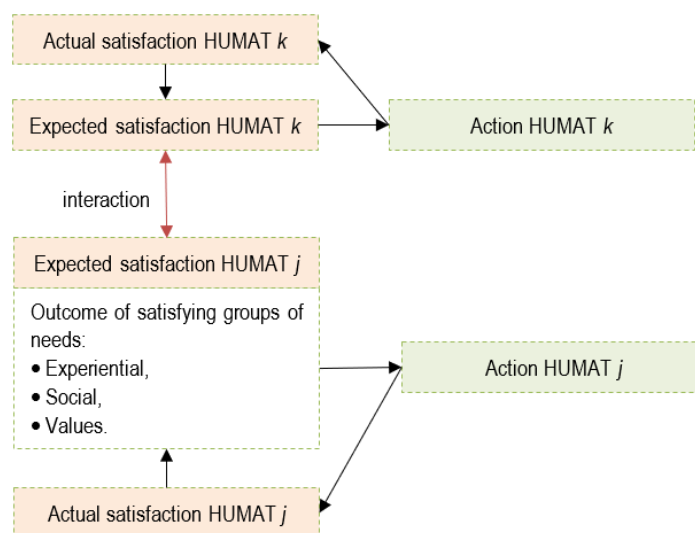 Actual satisfaction HUMAT k
Expected satisfaction HUMAT k
Action HUMAT k
interaction
Expected satisfaction HUMAT j
Outcome of satisfying groups of
needs:
• Experiential,
• Social,
• Values.
Action HUMAT j
Actual satisfaction HUMAT j